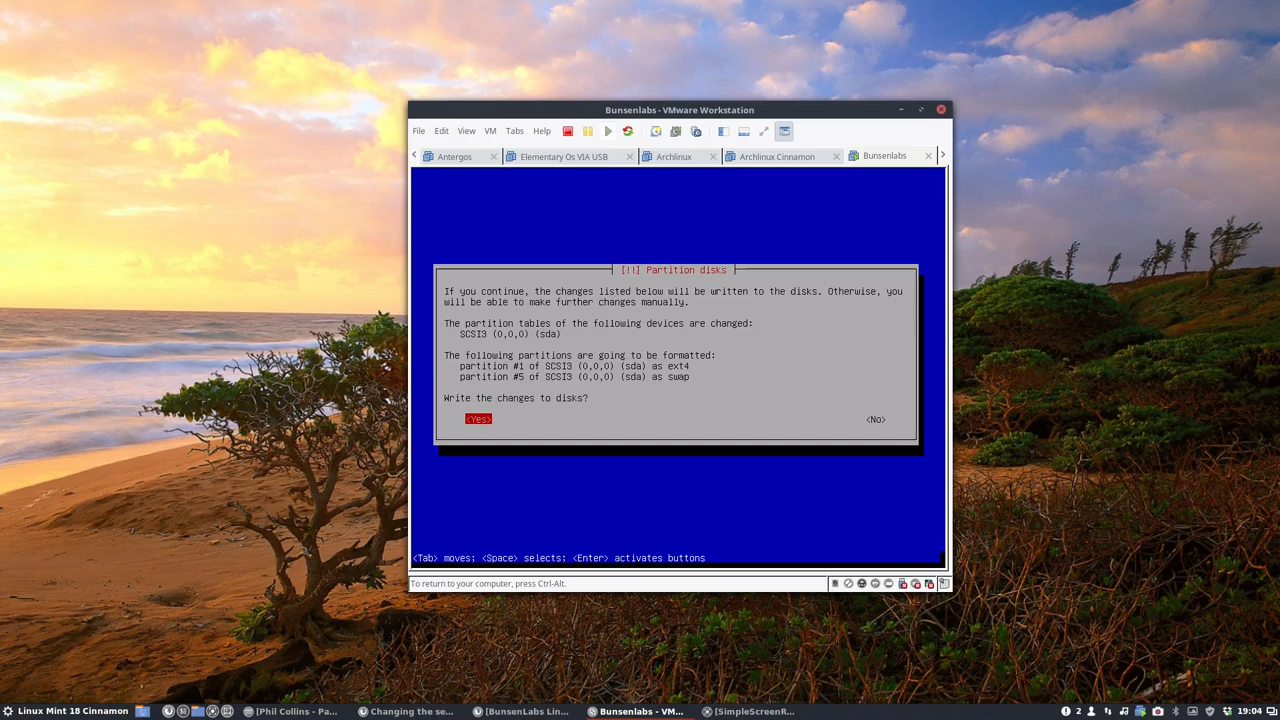 Bunsenlabs - VMware Workstation
File Edit View VM Tabs Help
Antergos Elementary Os VIA USB Archlinux Archlinux Cinnamon Bunsenlabs
[!!] Partition disks
If you continue, the changes listed below will be written to the disks. Otherwise, you
will be able to make further changes manually.
The partition tables of the following devices are changed:
SCSI3 (0,0,0) (sda)
The following partitions are going to be formatted:
partition #1 of SCSI3 (0,0,0) (sda) as ext4
partition #5 of SCSI3 (0,0,0) (sda) as swap
Write the changes to disks?
<Yes> <No>
<Tab> moves; <Space> selects; <Enter> activates buttons
To return to your computer, press Ctrl-Alt.
Linux Mint 18 Cinnamon [Phil Collins - Pa... Changing the se... [BunsenLabs Lin... Bunsenlabs - VM... [SimpleScreenR... 2 19:04